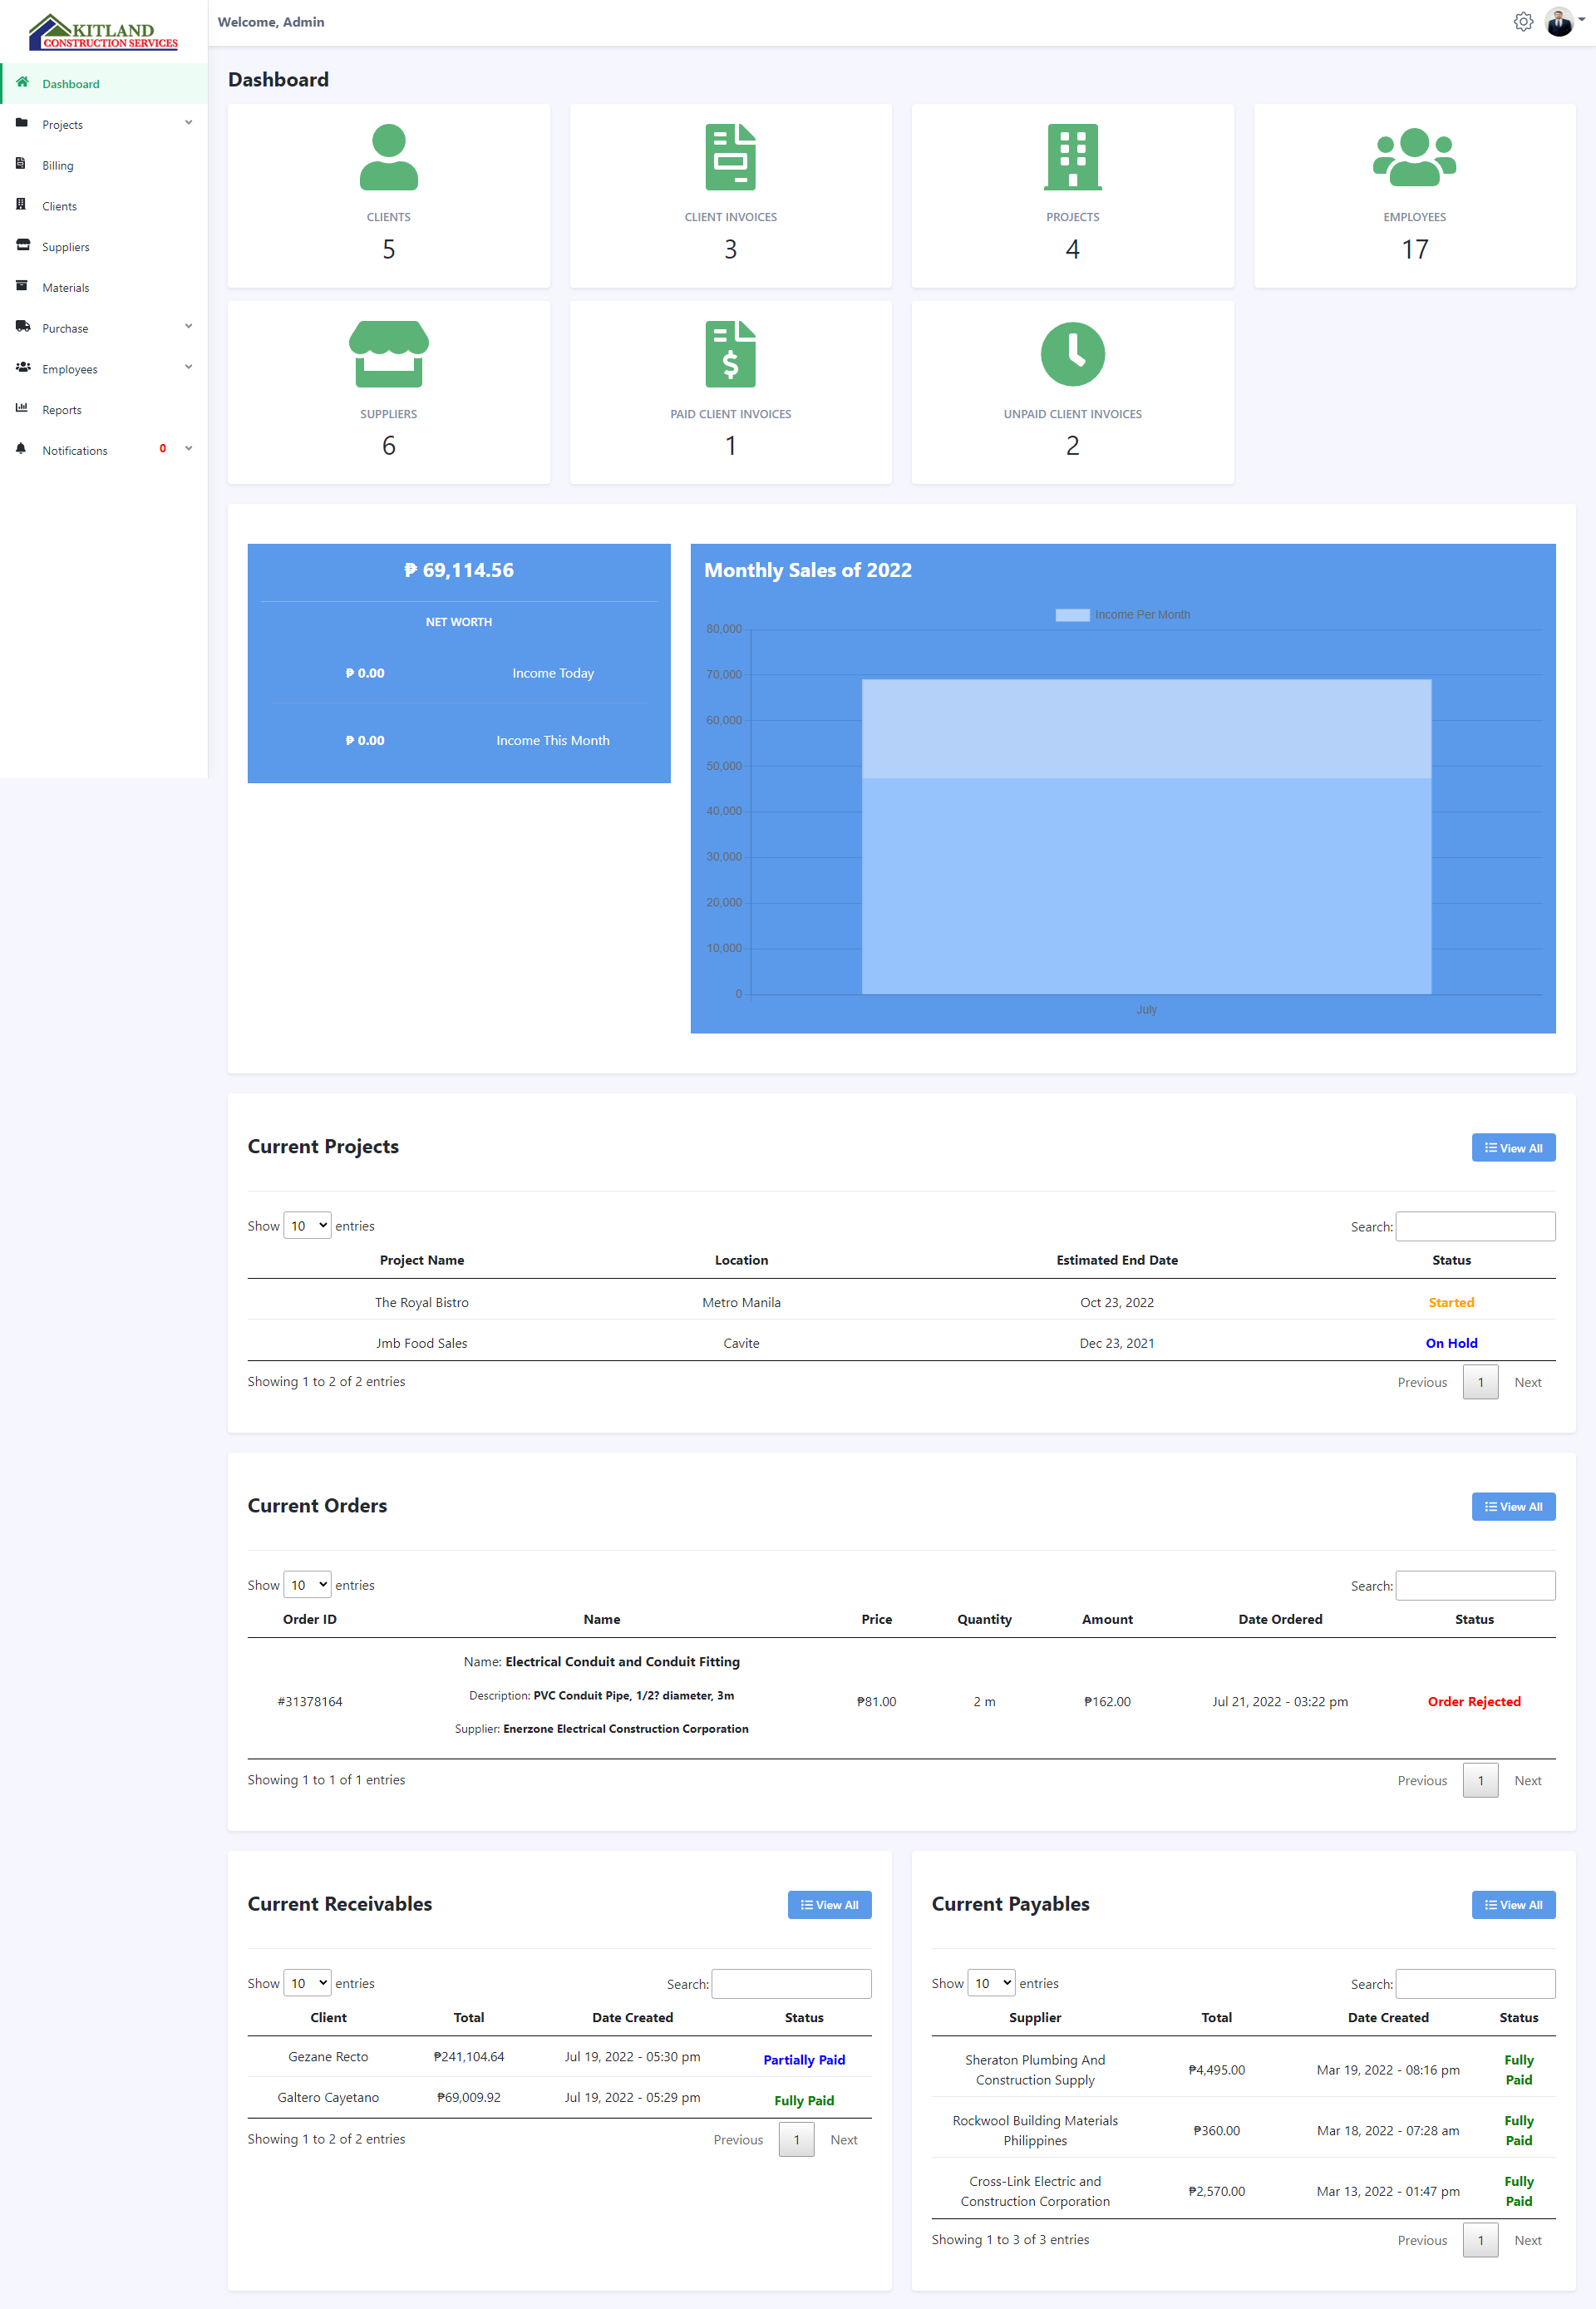 KITLAND
CONSTRUCTION SERVICES
Welcome, Admin
Dashboard
Projects
Billing
Clients
Suppliers
Materials
Purchase
Employees
Reports
Notifications 0
Dashboard
CLIENTS
5
CLIENT INVOICES
3
PROJECTS
4
EMPLOYEES
17
SUPPLIERS
6
PAID CLIENT INVOICES
1
UNPAID CLIENT INVOICES
2
₱ 69,114.56
NET WORTH
₱ 0.00 Income Today
₱ 0.00 Income This Month
Monthly Sales of 2022
Income Per Month
80,000
70,000
60,000
50,000
40,000
30,000
20,000
10,000
0
July
Current Projects View All
Show 10 entries Search:
Project Name Location Estimated End Date Status
The Royal Bistro Metro Manila Oct 23, 2022 Started
Jmb Food Sales Cavite Dec 23, 2021 On Hold
Showing 1 to 2 of 2 entries Previous 1 Next
Current Orders View All
Show 10 entries Search:
Order ID Name Price Quantity Amount Date Ordered Status
Name: Electrical Conduit and Conduit Fitting
#31378164 Description: PVC Conduit Pipe, 1/2? diameter, 3m ₱81.00 2 m ₱162.00 Jul 21, 2022 - 03:22 pm Order Rejected
Supplier: Enerzone Electrical Construction Corporation
Showing 1 to 1 of 1 entries Previous 1 Next
Current Receivables View All
Show 10 entries Search:
Client Total Date Created Status
Gezane Recto ₱241,104.64 Jul 19, 2022 - 05:30 pm Partially Paid
Galtero Cayetano ₱69,009.92 Jul 19, 2022 - 05:29 pm Fully Paid
Showing 1 to 2 of 2 entries Previous 1 Next
Current Payables View All
Show 10 entries Search:
Supplier Total Date Created Status
Sheraton Plumbing And Construction Supply ₱4,495.00 Mar 19, 2022 - 08:16 pm Fully Paid
Rockwool Building Materials Philippines ₱360.00 Mar 18, 2022 - 07:28 am Fully Paid
Cross-Link Electric and Construction Corporation ₱2,570.00 Mar 13, 2022 - 01:47 pm Fully Paid
Showing 1 to 3 of 3 entries Previous 1 Next